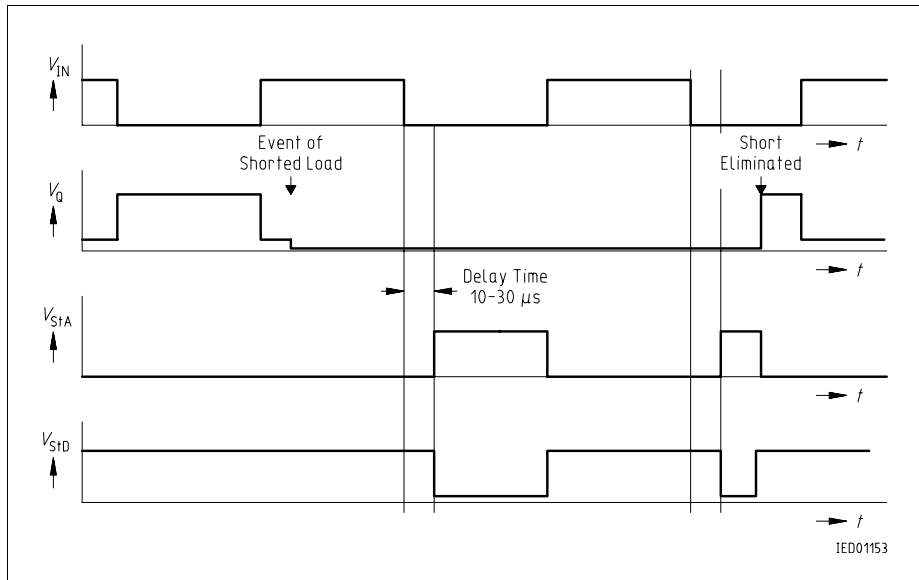 V_IN
t
Event of
Shorted Load
Short
Eliminated
V_Q
t
Delay Time
10-30 μs
V_StA
t
V_StD
t
IED01153